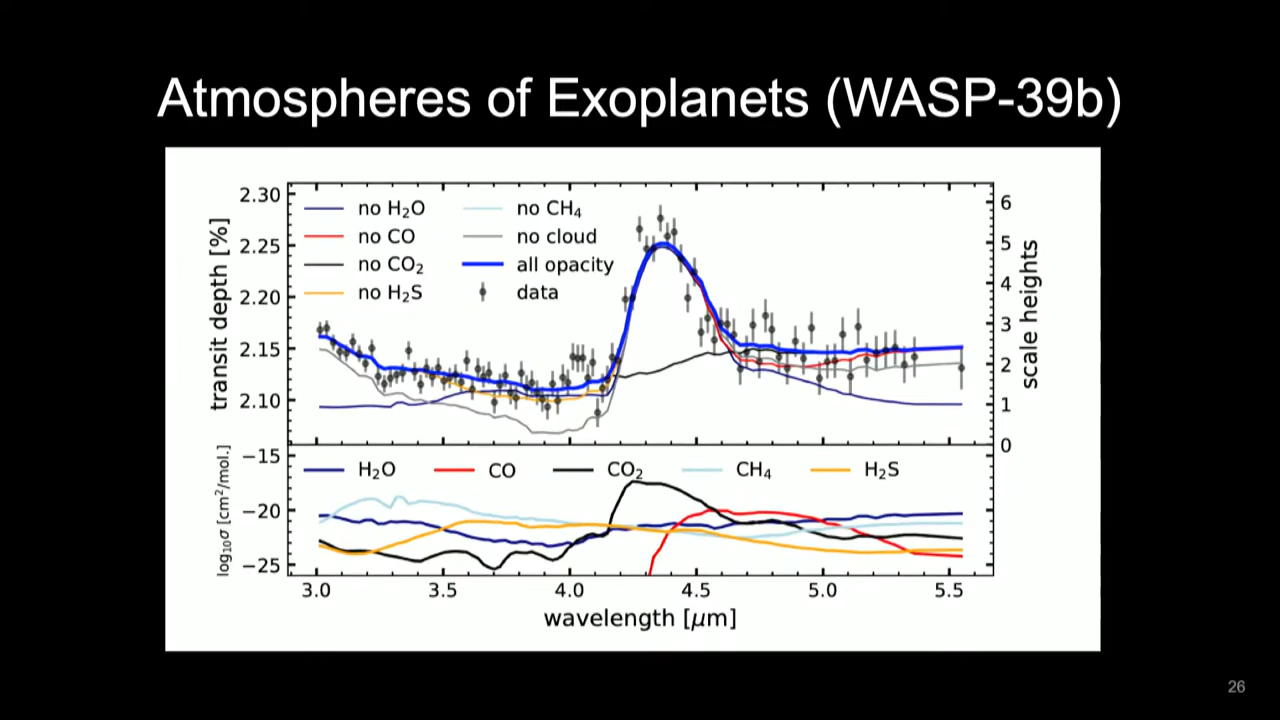 Atmospheres of Exoplanets (WASP-39b)
2.30
2.25
2.20
2.15
2.10
transit depth [%]
no H₂O
no CO
no CO₂
no H₂S
no CH₄
no cloud
all opacity
data
6
5
4
3
2
1
0
scale heights
−15
−20
−25
log₁₀σ [cm²/mol.]
H₂O CO CO₂ CH₄ H₂S
3.0 3.5 4.0 4.5 5.0 5.5
wavelength [μm]
26